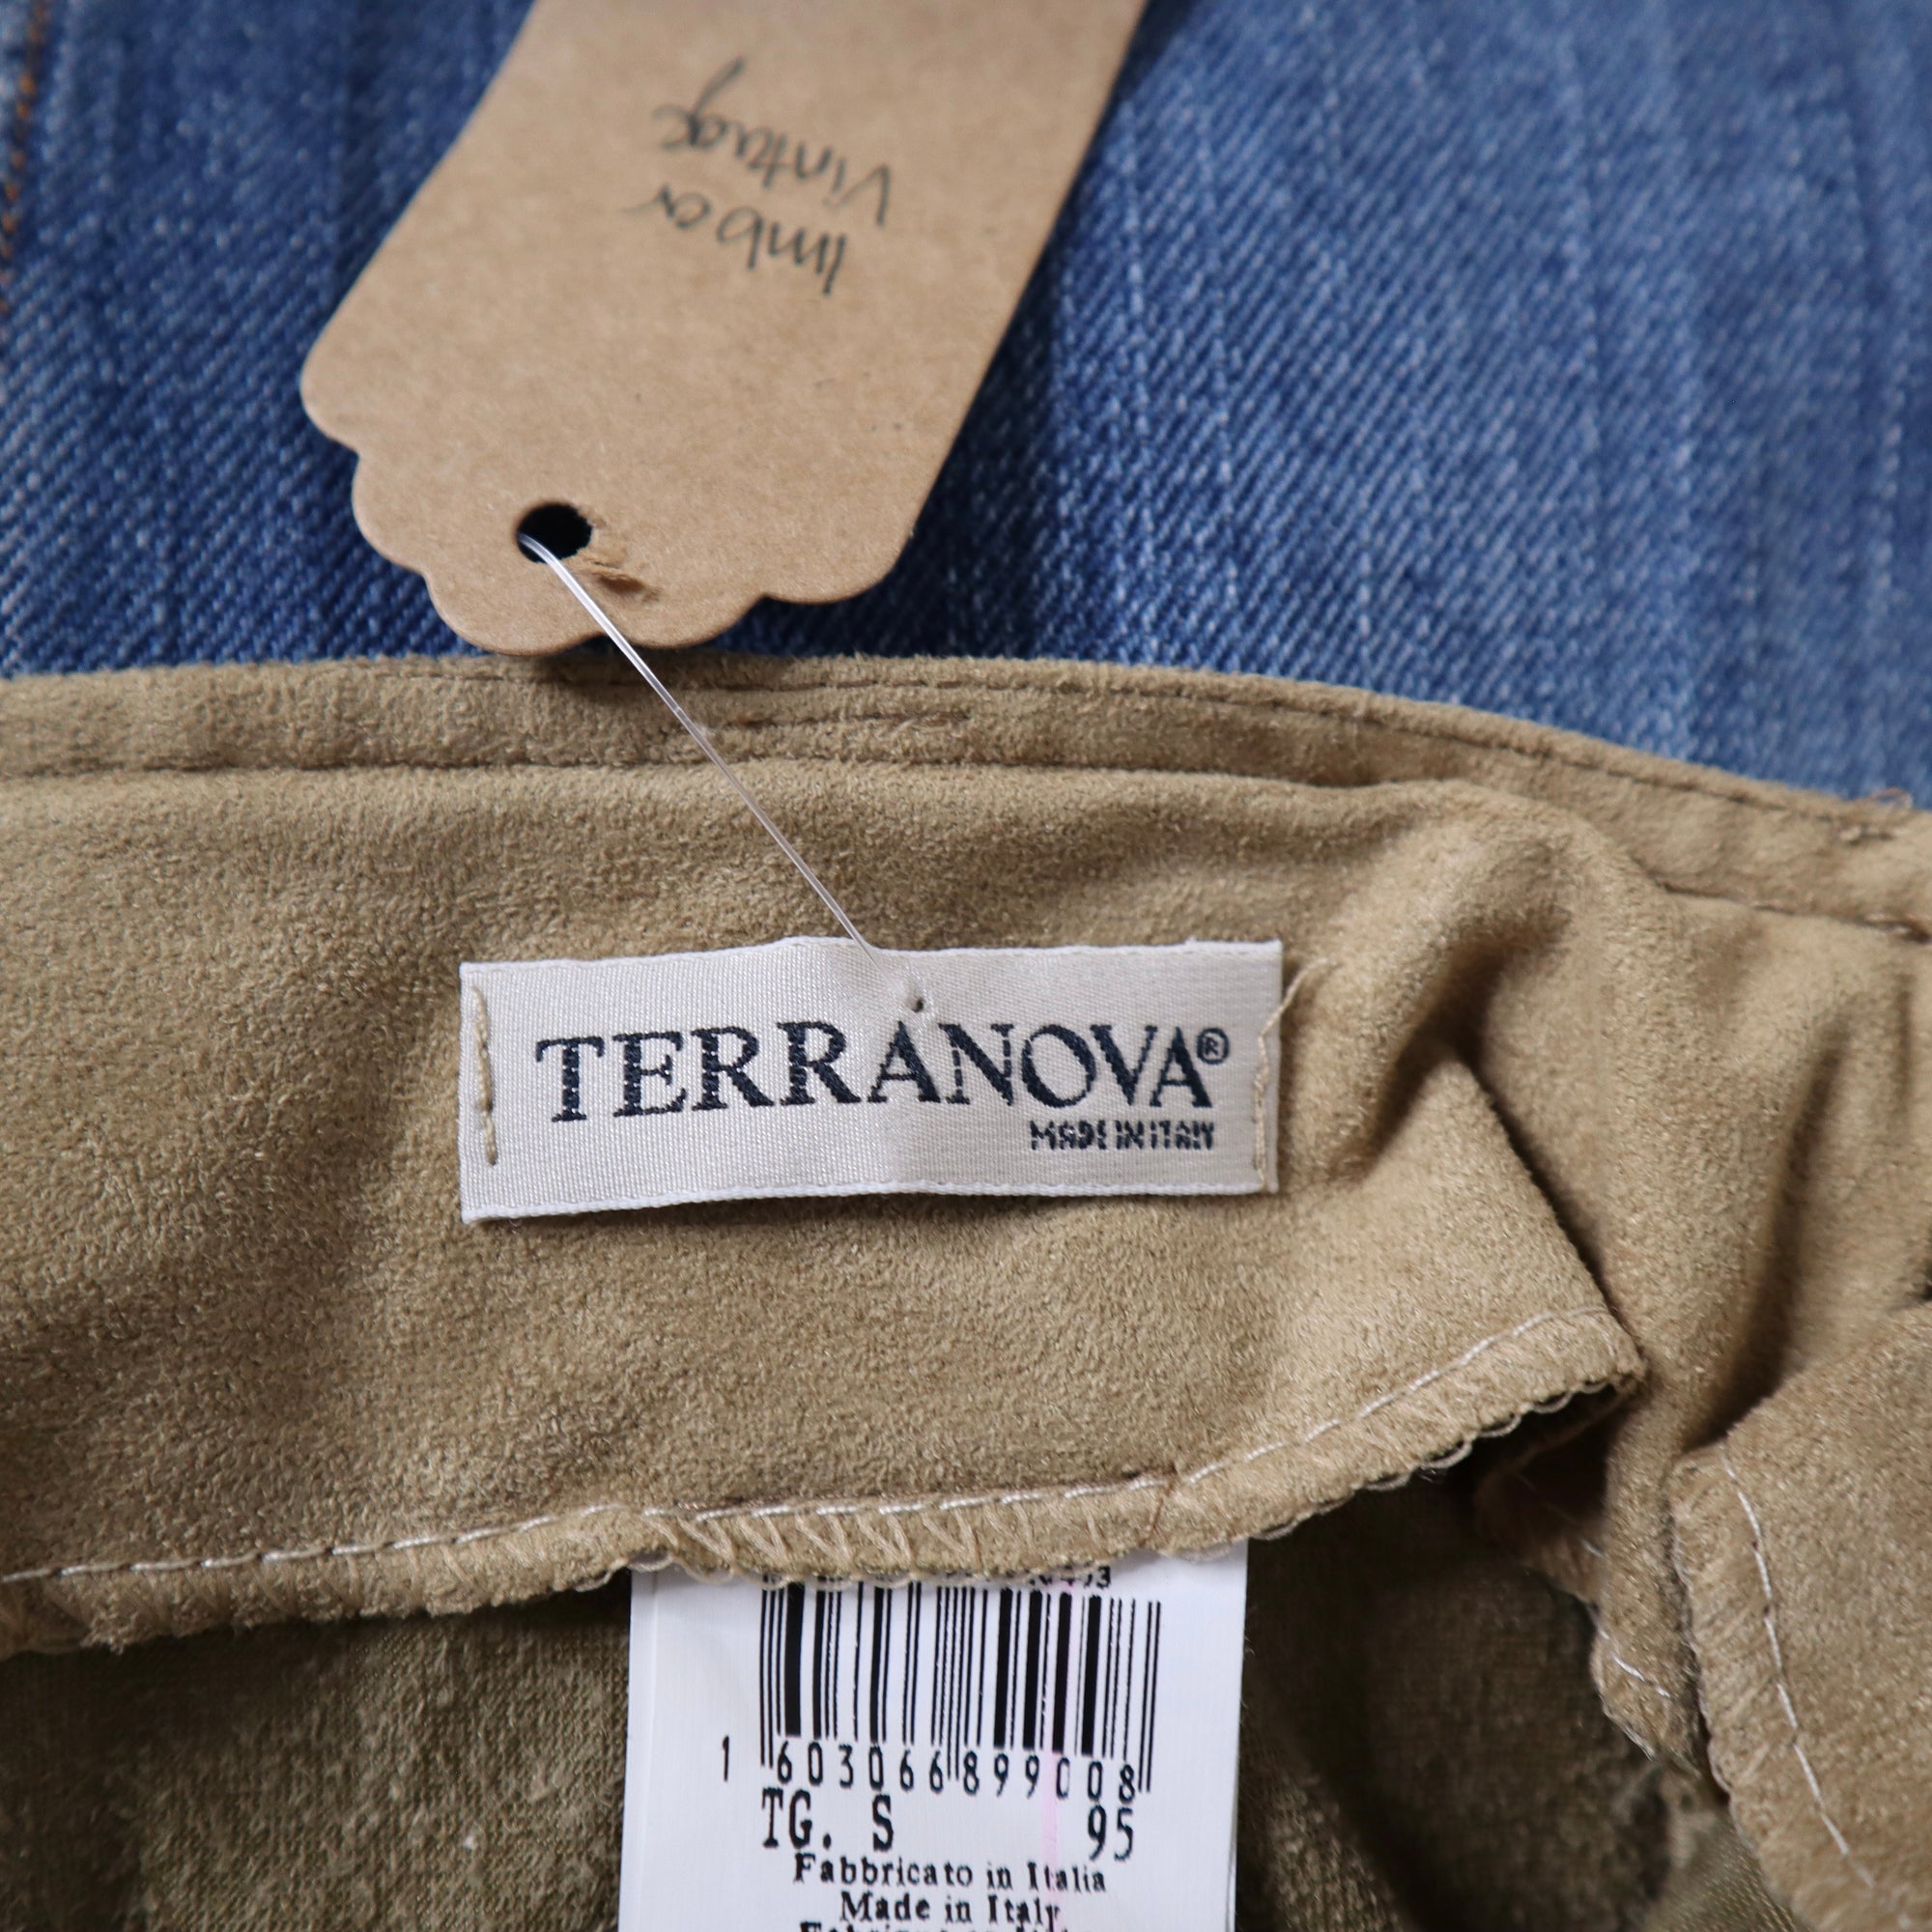 Imber
Vintage
TERRANOVA®
MADE IN ITALY
1 603066 899008
TG. S 95
Fabbricato in Italia
Made in Italy